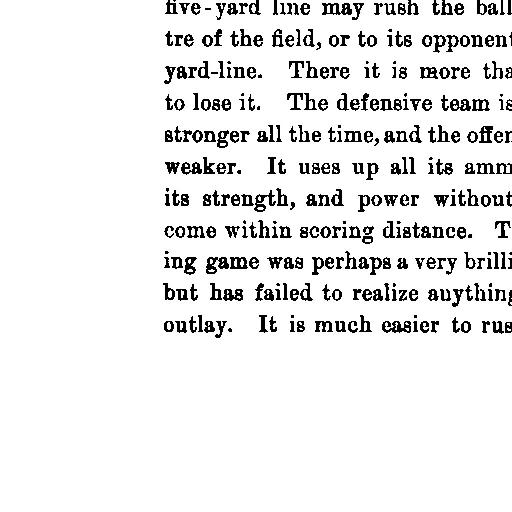 five-yard line may rush the ball
tre of the field, or to its opponent
yard-line. There it is more tha
to lose it. The defensive team is
stronger all the time, and the offen
weaker. It uses up all its amm
its strength, and power without
come within scoring distance. T
ing game was perhaps a very brilli
but has failed to realize anything
outlay. It is much easier to rus